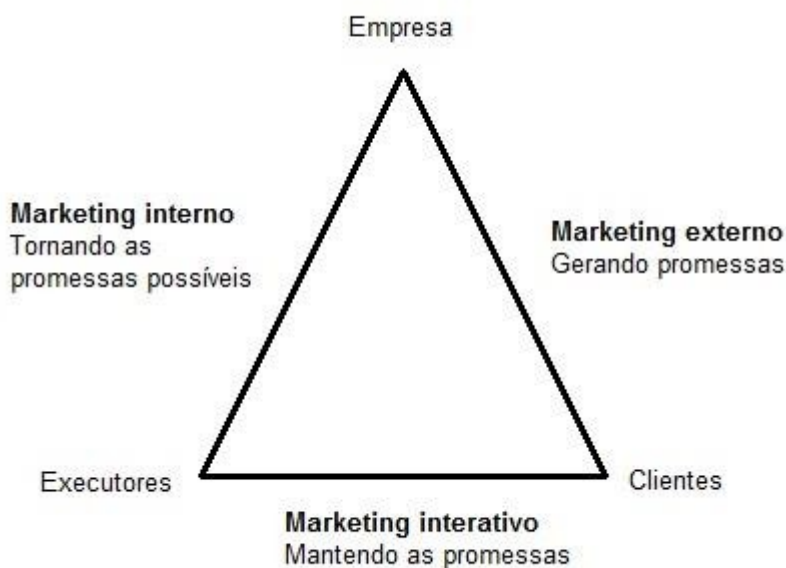 Empresa
Marketing interno
Tornando as
promessas possíveis
Marketing externo
Gerando promessas
Executores
Clientes
Marketing interativo
Mantendo as promessas